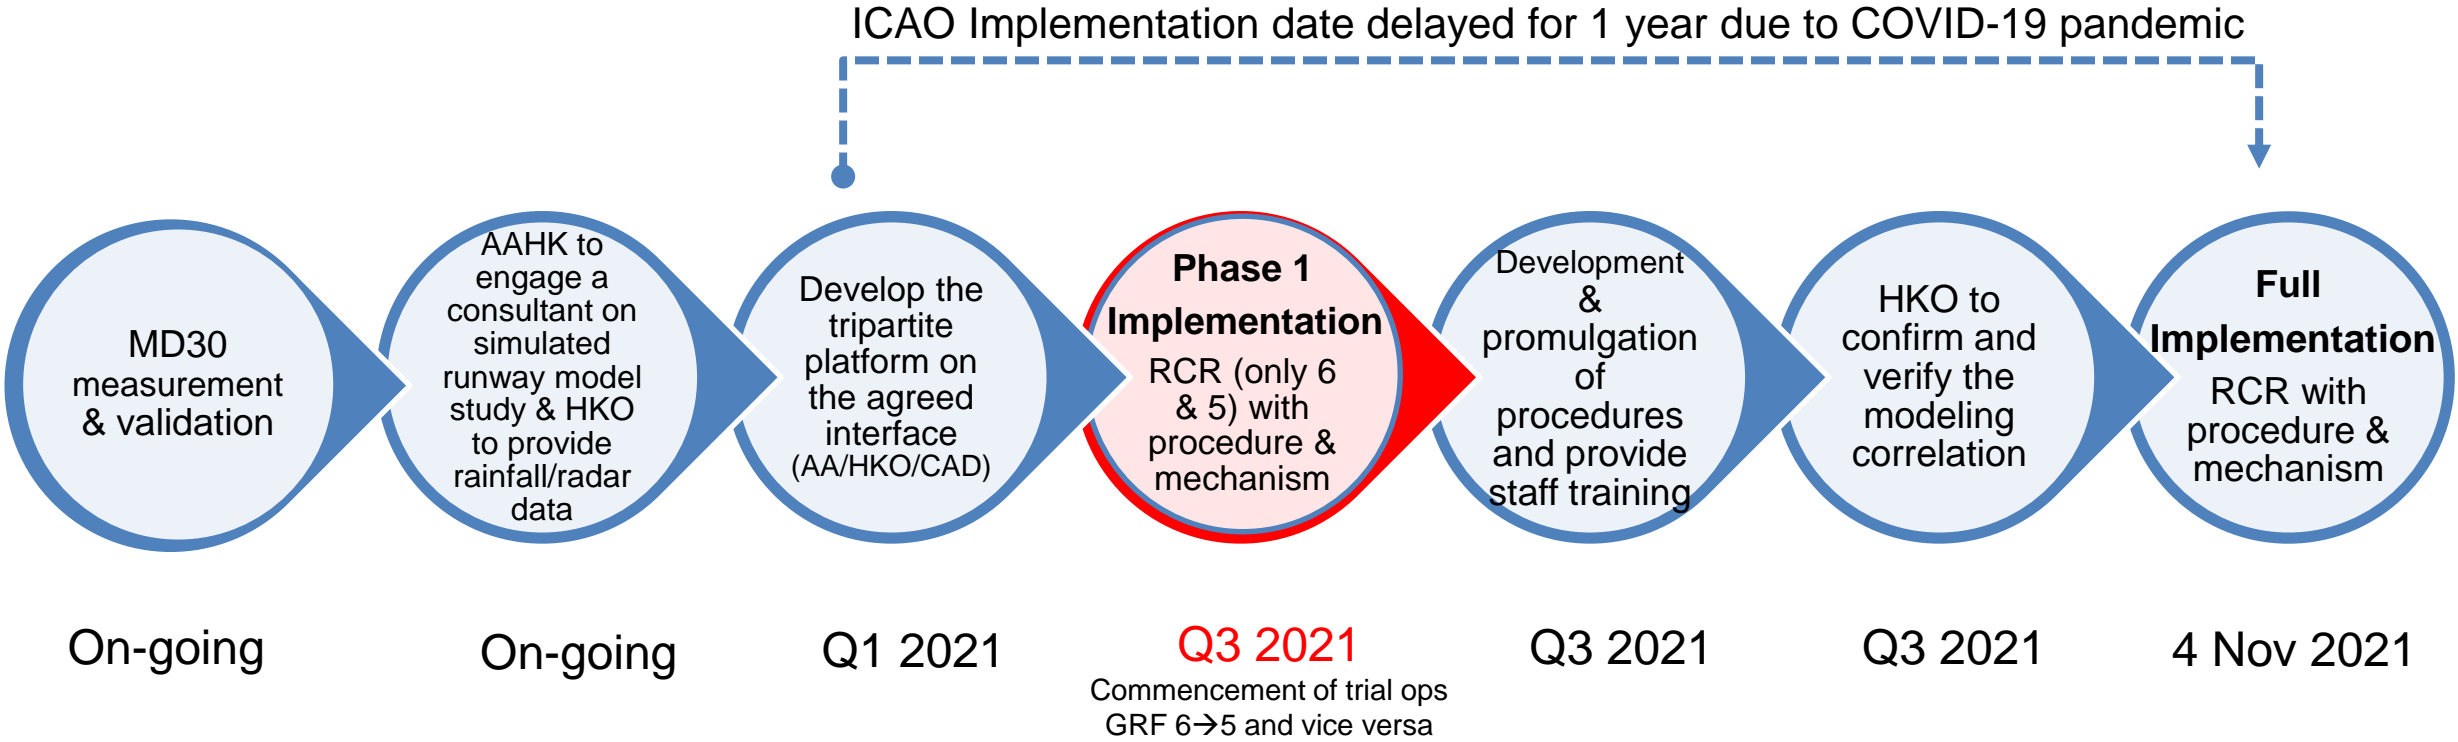 ICAO Implementation date delayed for 1 year due to COVID-19 pandemic
MD30
measurement
& validation
AAHK to
engage a
consultant on
simulated
runway model
study & HKO
to provide
rainfall/radar
data
Develop the
tripartite
platform on
the agreed
interface
(AA/HKO/CAD)
Phase 1
Implementation
RCR (only 6
& 5) with
procedure &
mechanism
Development
&
promulgation
of
procedures
and provide
staff training
HKO to
confirm and
verify the
modeling
correlation
Full
Implementation
RCR with
procedure &
mechanism
On-going
On-going
Q1 2021
Q3 2021
Commencement of trial ops
GRF 6→5 and vice versa
Q3 2021
Q3 2021
4 Nov 2021